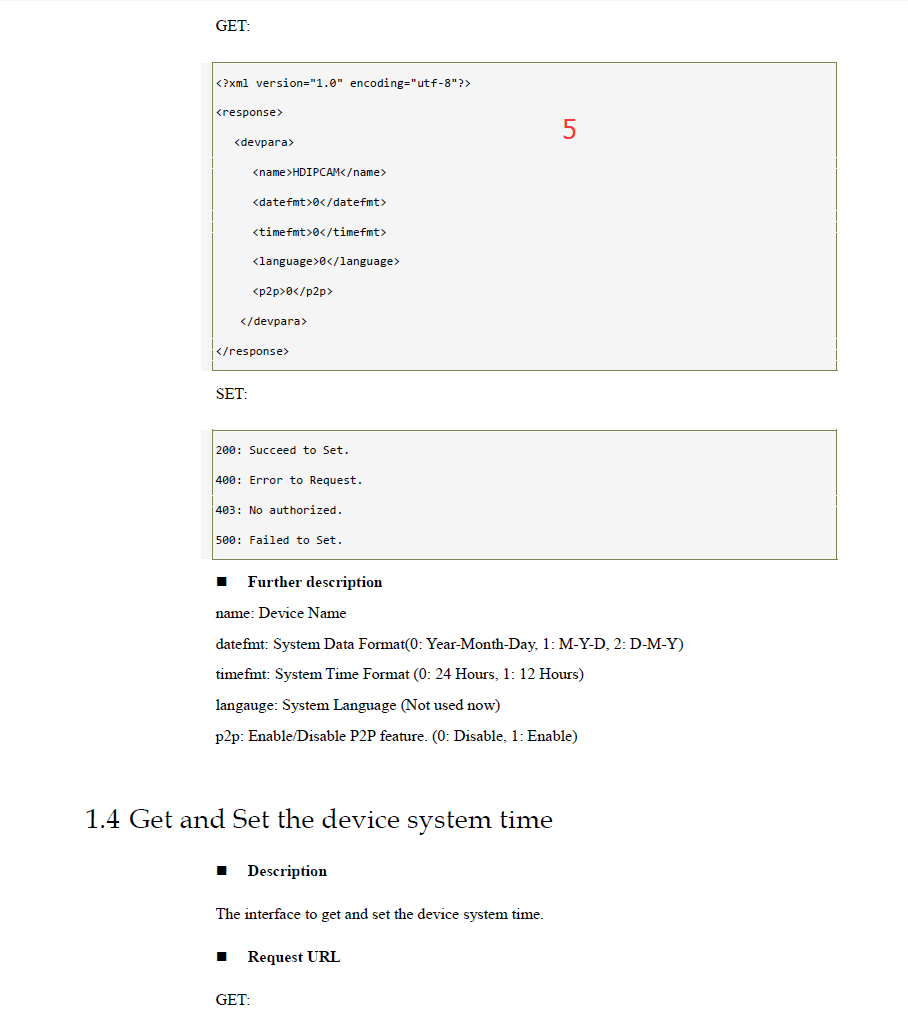 GET:
<?xml version="1.0" encoding="utf-8"?>
<response>
5
<devpara>
<name>HDIPCAM</name>
<datefmt>0</datefmt>
<timefmt>0</timefmt>
<language>0</language>
<p2p>0</p2p>
</devpara>
</response>
SET:
200: Succeed to Set.
400: Error to Request.
403: No authorized.
500: Failed to Set.
■ Further description
name: Device Name
datefmt: System Data Format(0: Year-Month-Day, 1: M-Y-D, 2: D-M-Y)
timefmt: System Time Format (0: 24 Hours, 1: 12 Hours)
langauge: System Language (Not used now)
p2p: Enable/Disable P2P feature. (0: Disable, 1: Enable)
1.4 Get and Set the device system time
■ Description
The interface to get and set the device system time.
■ Request URL
GET: